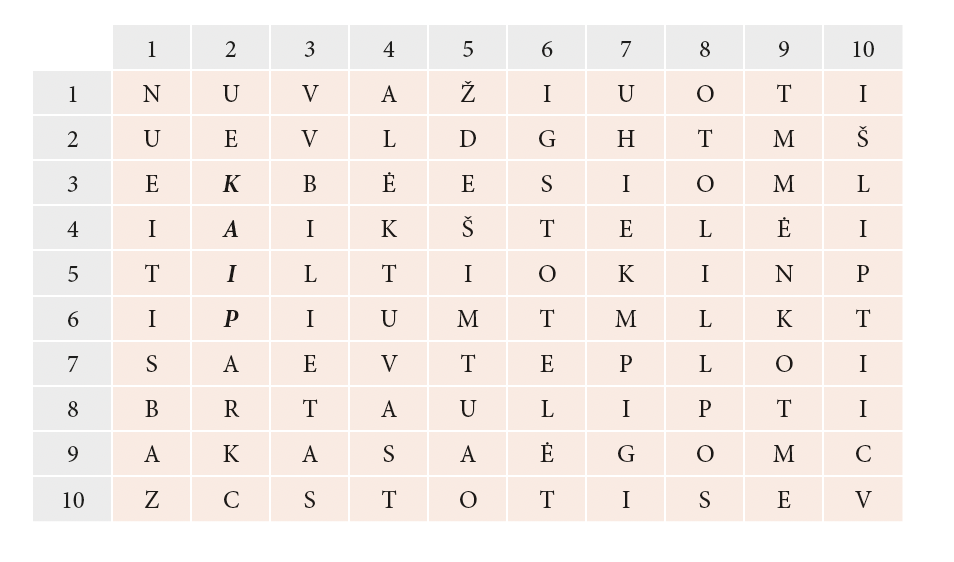 1 2 3 4 5 6 7 8 9 10
1 N U V A Ž I U O T I
2 U E V L D G H T M Š
3 E K B Ė E S I O M L
4 I A I K Š T E L Ė I
5 T I L T I O K I N P
6 I P I U M T M L K T
7 S A E V T E P L O I
8 B R T A U L I P T I
9 A K A S A Ė G O M C
10 Z C S T O T I S E V